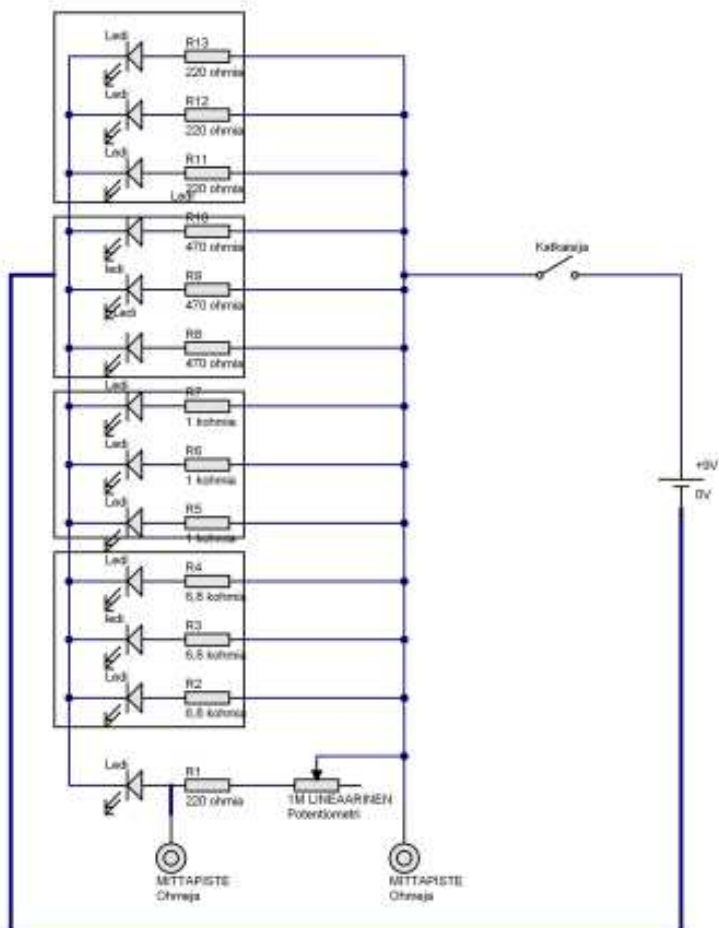 Ledi
R13
220 ohmia
R12
220 ohmia
Ledi
R11
220 ohmia
Ledi
R10
470 ohmia
ledi
R9
470 ohmia
Ledi
R8
470 ohmia
Ledi
R7
1 kohmia
Ledi
R6
1 kohmia
Ledi
R5
1 kohmia
Ledi
R4
6,8 kohmia
ledi
R3
6,8 kohmia
Ledi
R2
6,8 kohmia
Ledi
R1
220 ohmia
1M LINEAARINEN
Potentiometri
MITTAPISTE
Ohmeja
MITTAPISTE
Ohmeja
Katkaisija
+9V
0V